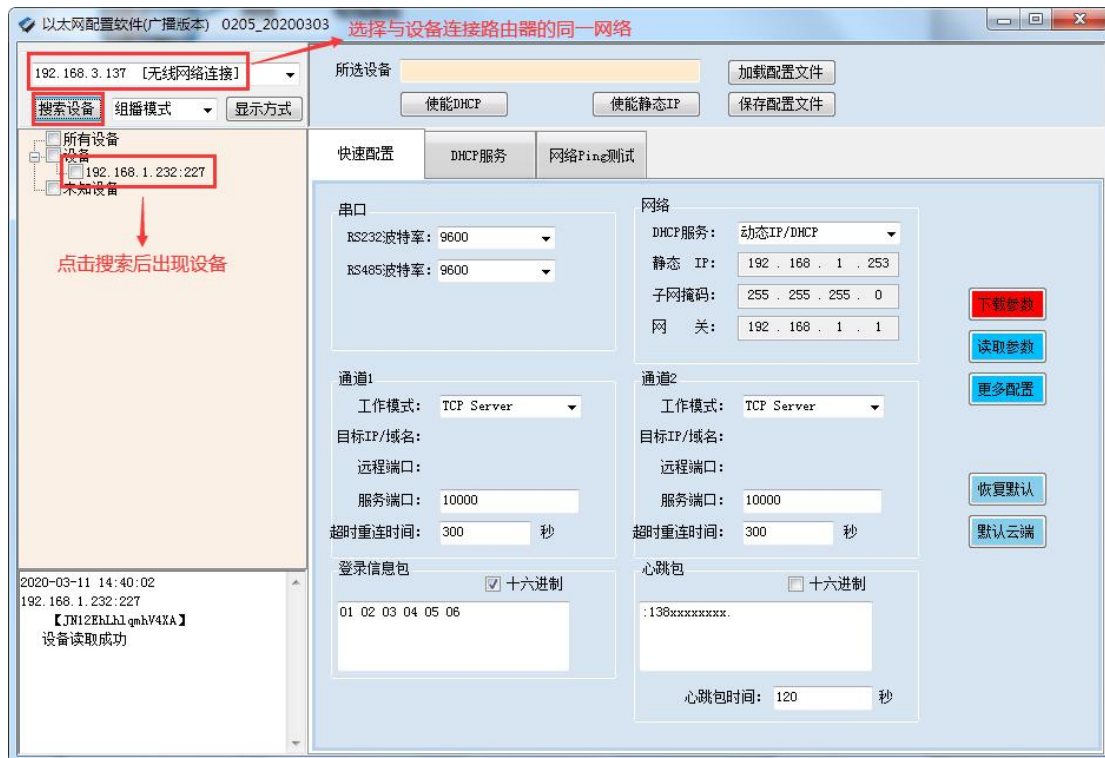 以太网配置软件(广播版本) 0205_20200303
选择与设备连接路由器的同一网络
192.168.3.137 [无线网络连接]
搜索设备 组播模式 显示方式
所选设备 加载配置文件
使能DHCP 使能静态IP 保存配置文件
所有设备
设备
192.168.1.232:227
未知设备
点击搜索后出现设备
快速配置 DHCP服务 网络Ping测试
串口
RS232波特率: 9600
RS485波特率: 9600
网络
DHCP服务: 动态IP/DHCP
静态 IP: 192 . 168 . 1 . 253
子网掩码: 255 . 255 . 255 . 0
网 关: 192 . 168 . 1 . 1
下载参数
读取参数
更多配置
恢复默认
默认云端
通道1
工作模式: TCP Server
目标IP/域名:
远程端口:
服务端口: 10000
超时重连时间: 300 秒
通道2
工作模式: TCP Server
目标IP/域名:
远程端口:
服务端口: 10000
超时重连时间: 300 秒
登录信息包
十六进制
01 02 03 04 05 06
心跳包
十六进制
:138xxxxxxxx.
心跳包时间: 120 秒
2020-03-11 14:40:02
192.168.1.232:227
【JN12EhLhlqmhV4XA】
设备读取成功